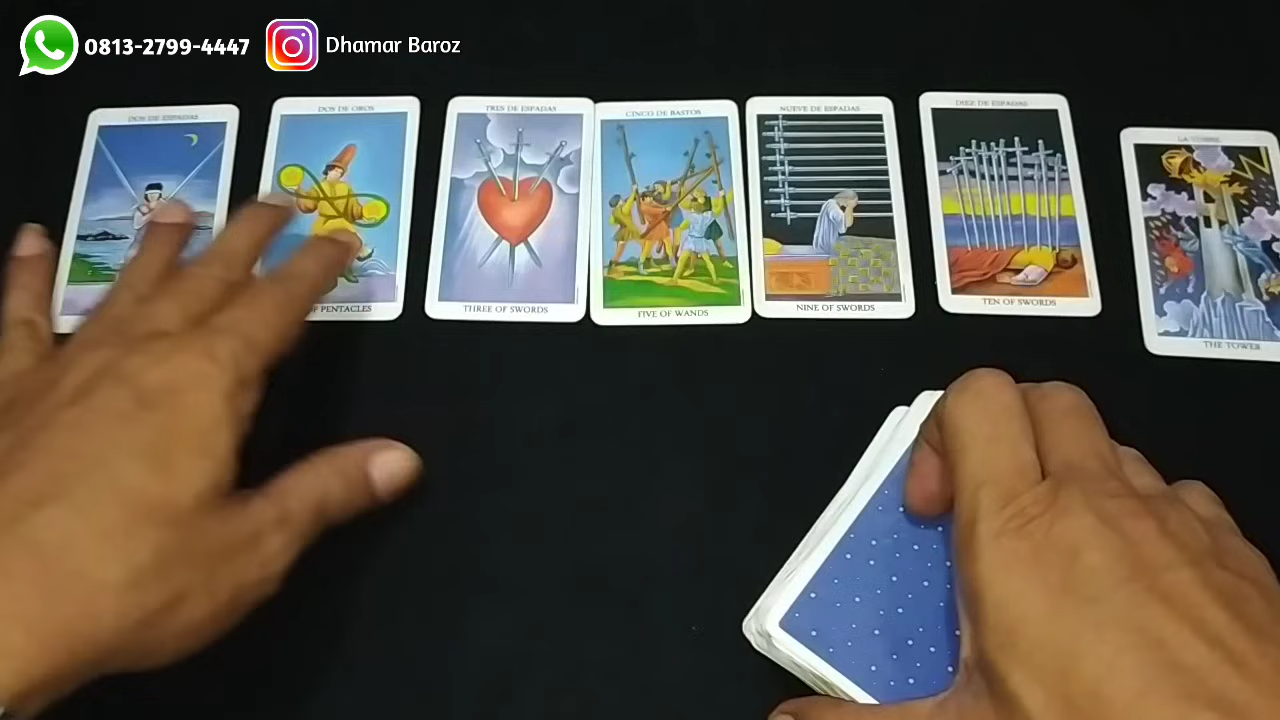 0813-2799-4447
Dhamar Baroz
DOS DE ESPADAS
DOS DE OROS
TRES DE ESPADAS
CINCO DE BASTOS
NUEVE DE ESPADAS
DIEZ DE ESPADAS
LA TORRE
OF PENTACLES
THREE OF SWORDS
FIVE OF WANDS
NINE OF SWORDS
TEN OF SWORDS
THE TOWER